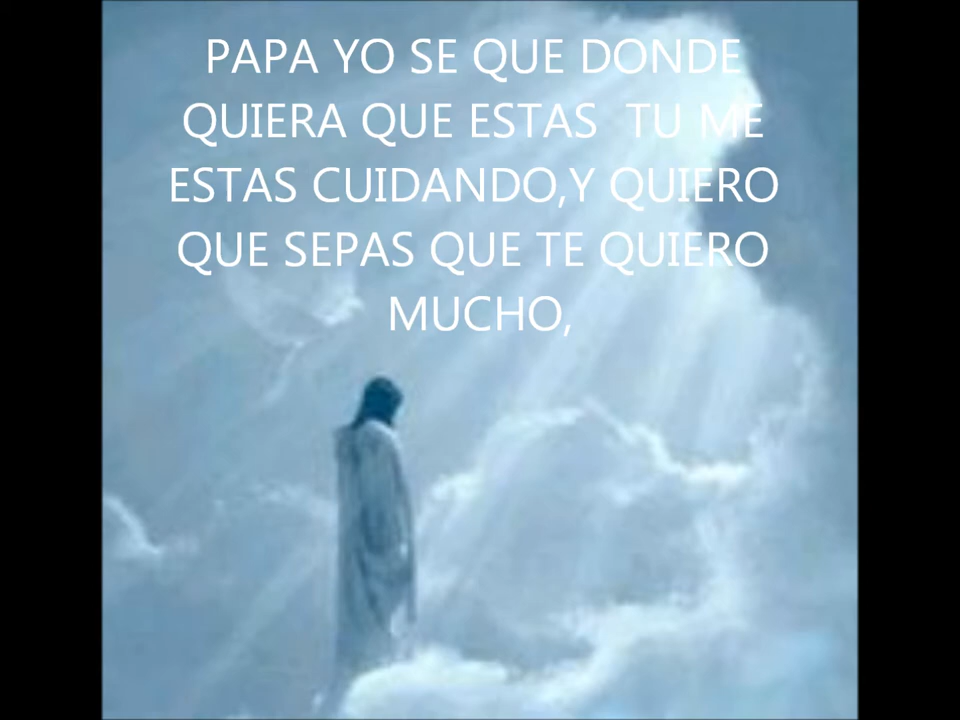 PAPA YO SE QUE DONDE
QUIERA QUE ESTAS TU ME
ESTAS CUIDANDO,Y QUIERO
QUE SEPAS QUE TE QUIERO
MUCHO,